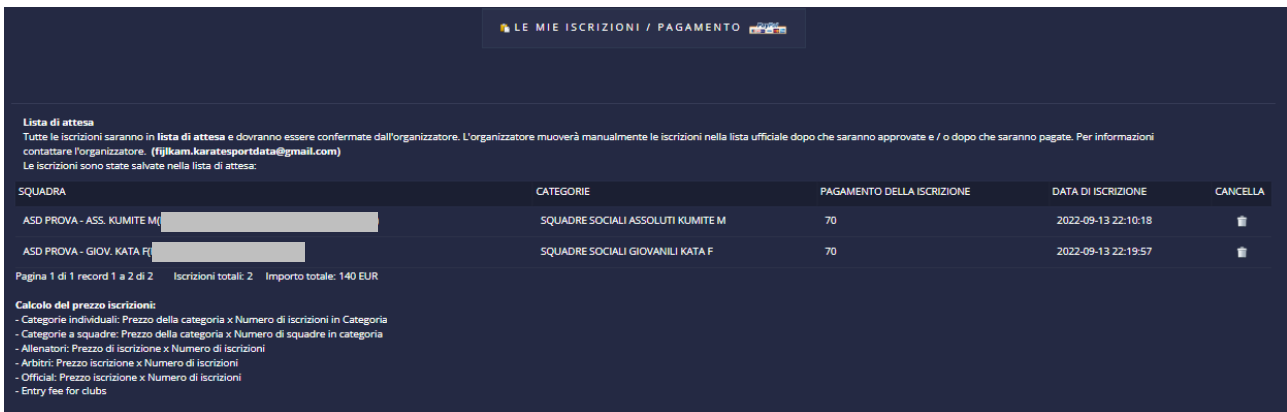 LE MIE ISCRIZIONI / PAGAMENTO
Lista di attesa
Tutte le iscrizioni saranno in lista di attesa e dovranno essere confermate dall'organizzatore. L'organizzatore muoverà manualmente le iscrizioni nella lista ufficiale dopo che saranno approvate e / o dopo che saranno pagate. Per informazioni
contattare l'organizzatore. (fijlkam.karatesportdata@gmail.com)
Le iscrizioni sono state salvate nella lista di attesa:
SQUADRA CATEGORIE PAGAMENTO DELLA ISCRIZIONE DATA DI ISCRIZIONE CANCELLA
ASD PROVA - ASS. KUMITE M( ) SQUADRE SOCIALI ASSOLUTI KUMITE M 70 2022-09-13 22:10:18
ASD PROVA - GIOV. KATA F( SQUADRE SOCIALI GIOVANILI KATA F 70 2022-09-13 22:19:57
Pagina 1 di 1 record 1 a 2 di 2 Iscrizioni totali: 2 Importo totale: 140 EUR
Calcolo del prezzo iscrizioni:
- Categorie individuali: Prezzo della categoria x Numero di iscrizioni in Categoria
- Categorie a squadre: Prezzo della categoria x Numero di squadre in categoria
- Allenatori: Prezzo di iscrizione x Numero di iscrizioni
- Arbitri: Prezzo iscrizione x Numero di iscrizioni
- Official: Prezzo iscrizione x Numero di iscrizioni
- Entry fee for clubs